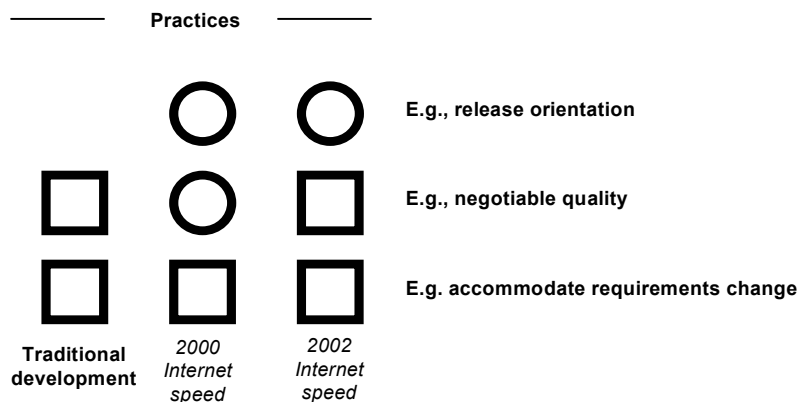 Practices
E.g., release orientation
E.g., negotiable quality
E.g. accommodate requirements change
Traditional
development
2000
Internet
speed
2002
Internet
speed